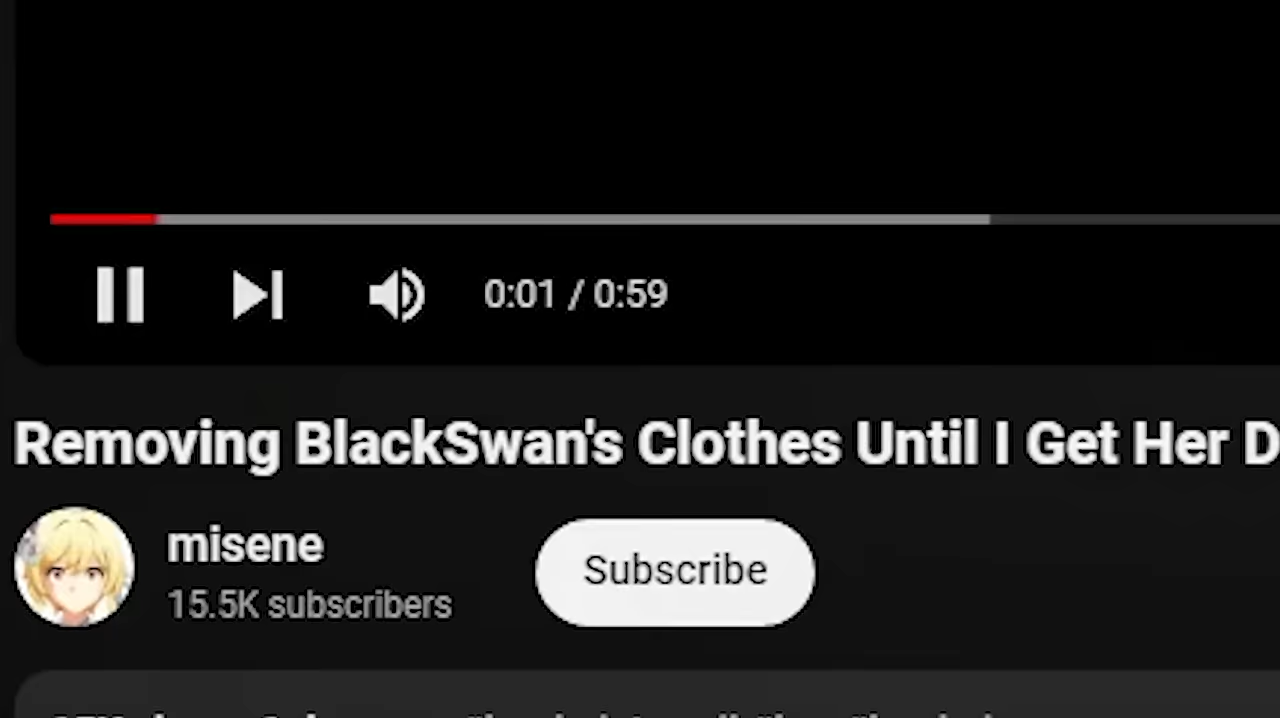 0:01 / 0:59
Removing BlackSwan's Clothes Until I Get Her D
misene
Subscribe
15.5K subscribers